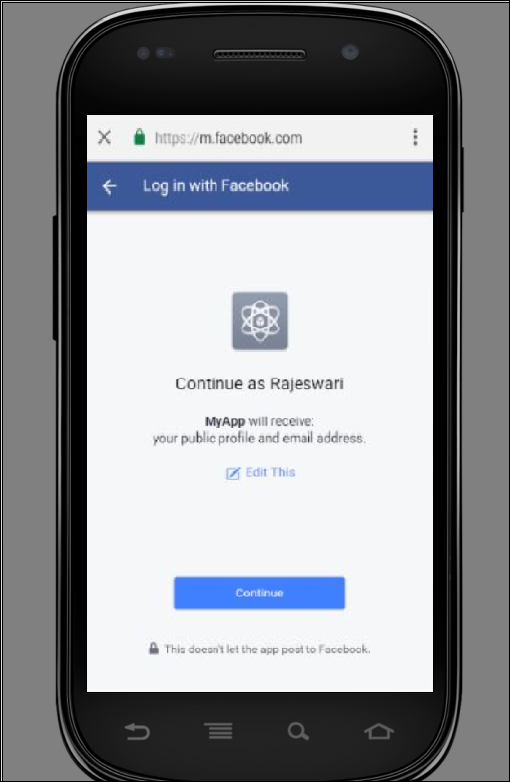 https://m.facebook.com
Log in with Facebook
Continue as Rajeswari
MyApp will receive:
your public profile and email address.
Edit This
Continue
This doesn't let the app post to Facebook.